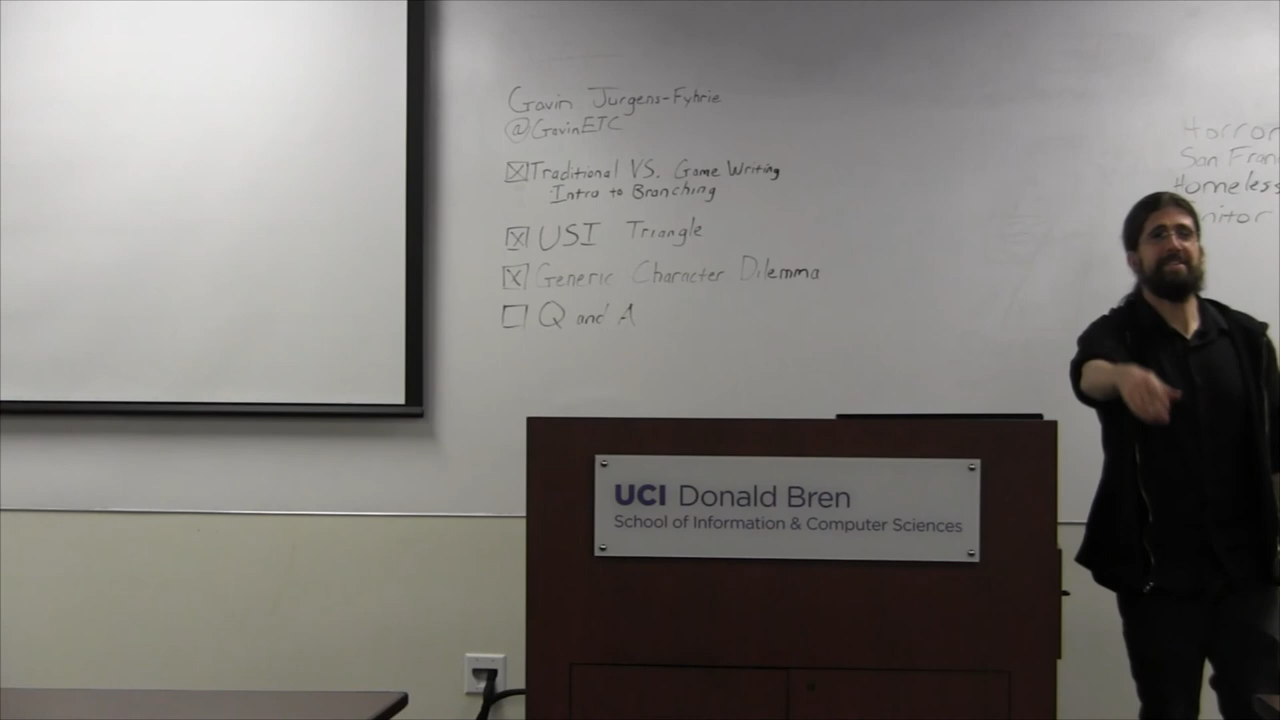 Gavin Jurgens-Fyhrie
@GavinETC
Traditional VS. Game Writing
Intro to Branching
USI Triangle
Generic Character Dilemma
Q and A
Horror
San Fran
Homeless
nitor
UCI Donald Bren
School of Information & Computer Sciences